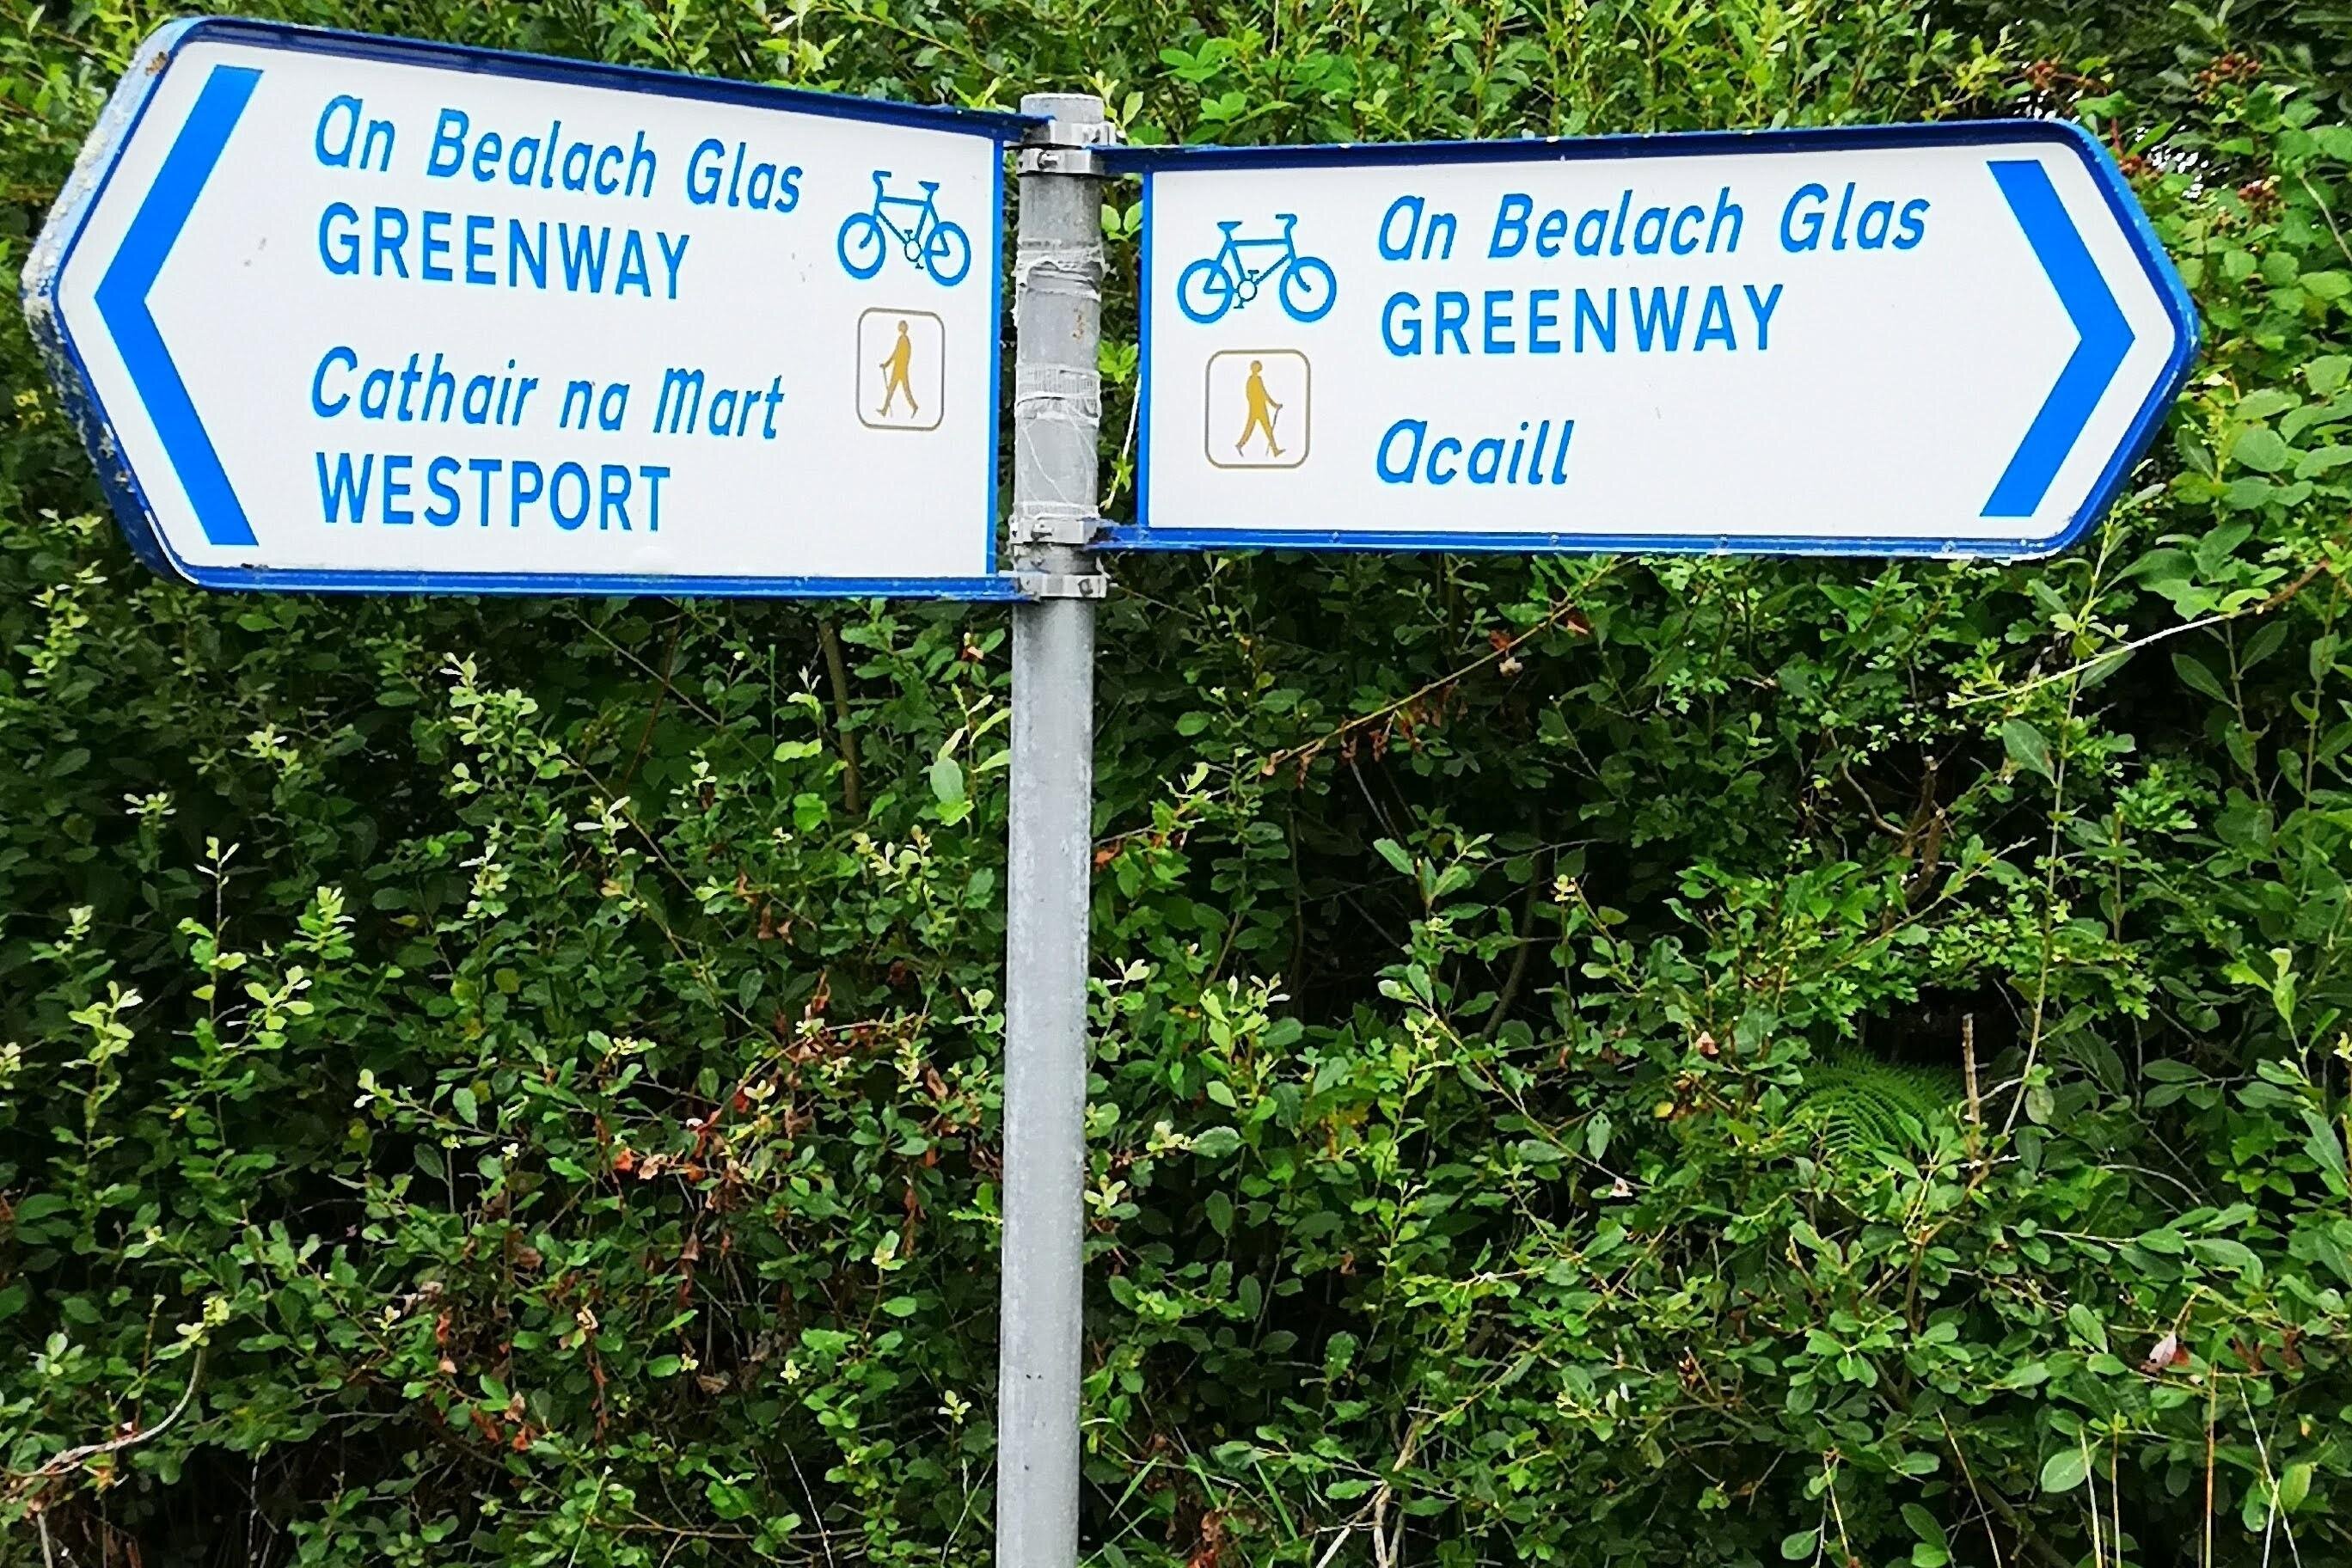 An Bealach Glas
GREENWAY
Cathair na Mart
WESTPORT
An Bealach Glas
GREENWAY
Acaill